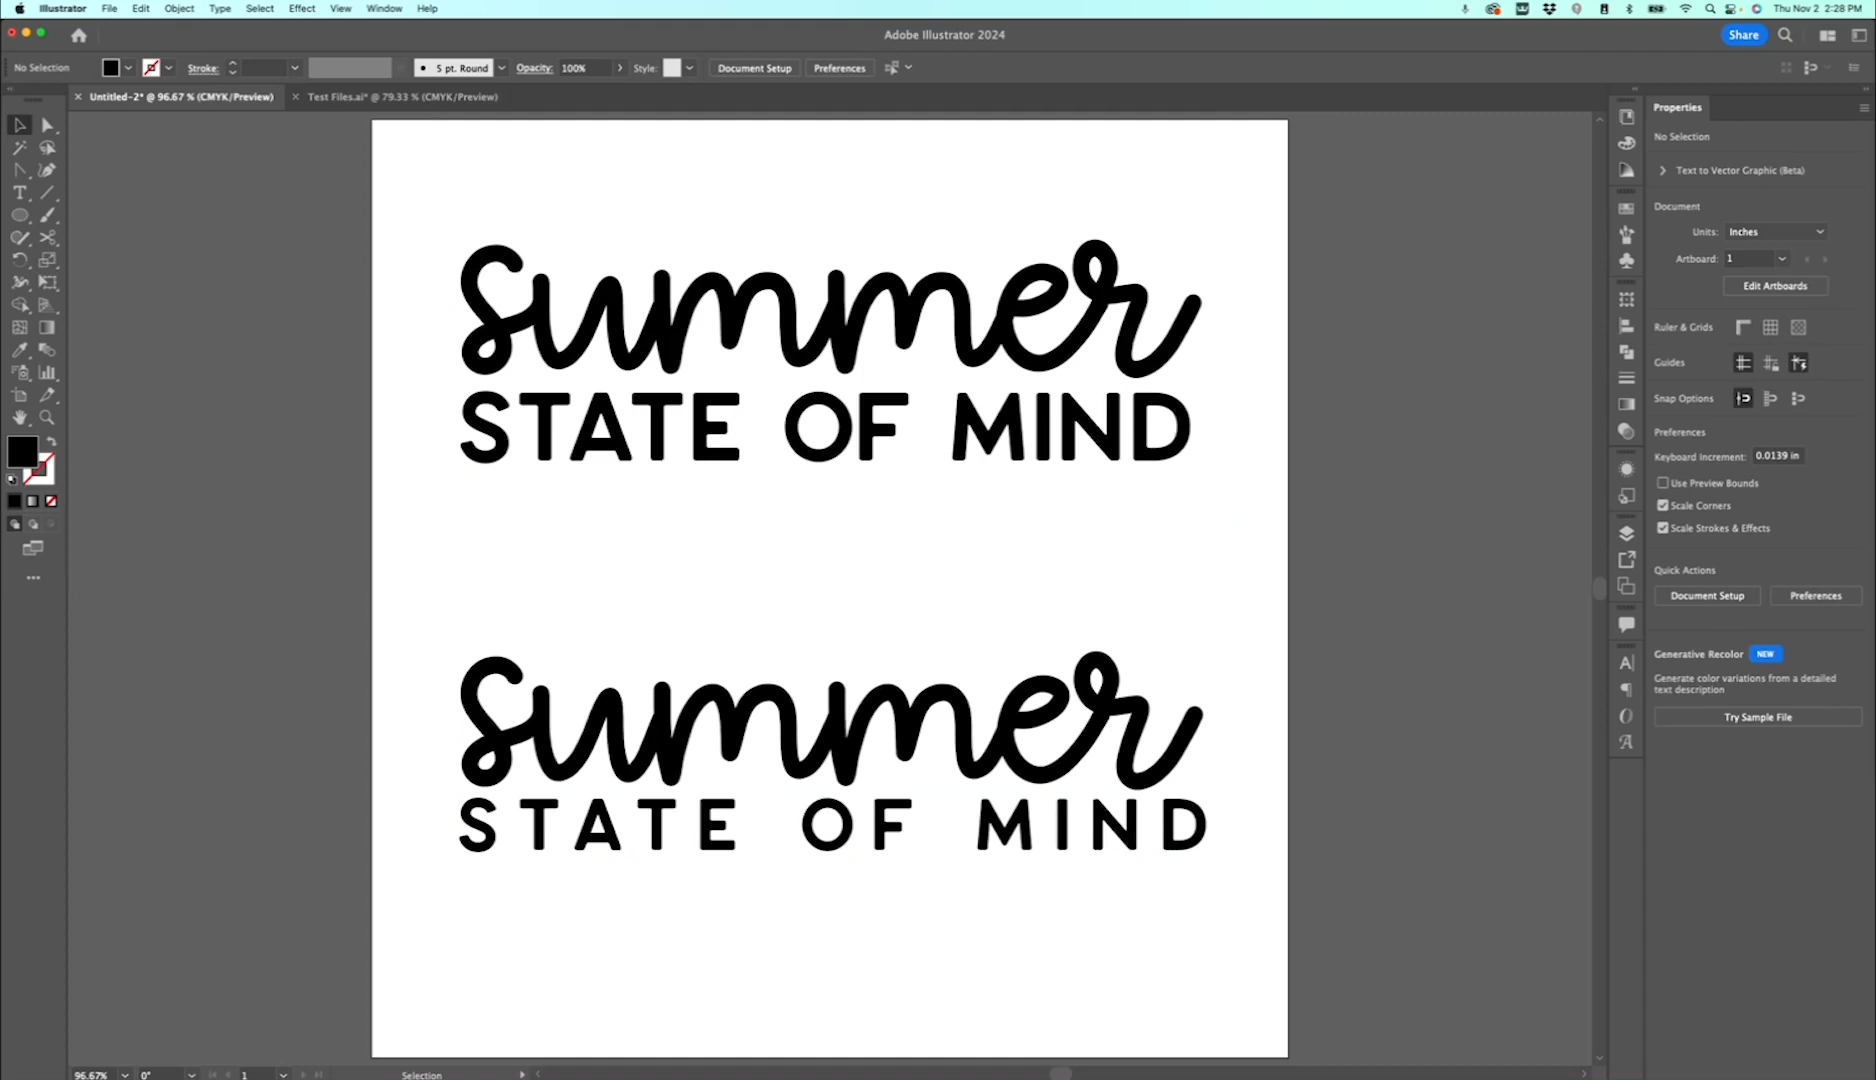 Illustrator File Edit Object Type Select Effect View Window Help
Thu Nov 2 2:28 PM
Adobe Illustrator 2024
Share
No Selection
Stroke:
5 pt. Round
Opacity: 100%
Style:
Document Setup
Preferences
Untitled-2* @ 96.67 % (CMYK/Preview)
Test Files.ai* @ 79.33 % (CMYK/Preview)
summer
STATE OF MIND
summer
STATE OF MIND
Properties
No Selection
Text to Vector Graphic (Beta)
Document
Units: Inches
Artboard: 1
Edit Artboards
Ruler & Grids
Guides
Snap Options
Preferences
Keyboard Increment: 0.0139 in
Use Preview Bounds
Scale Corners
Scale Strokes & Effects
Quick Actions
Document Setup
Preferences
Generative Recolor NEW
Generate color variations from a detailed
text description
Try Sample File
96.67%
0°
1
Selection